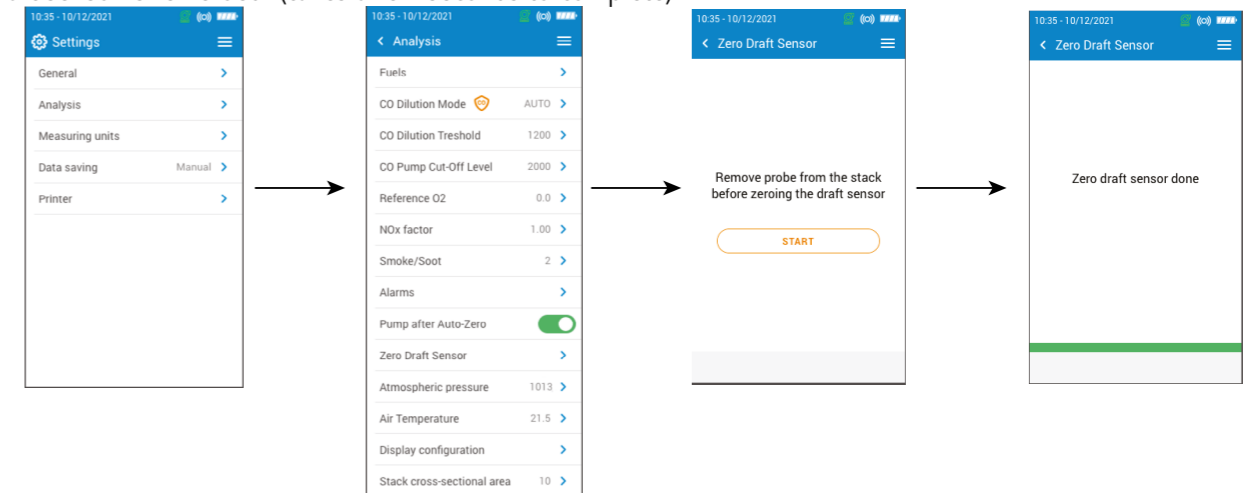 10:35 - 10/12/2021
Settings
General
Analysis
Measuring units
Data saving Manual
Printer
10:35 - 10/12/2021
Analysis
Fuels
CO Dilution Mode CO AUTO
CO Dilution Treshold 1200
CO Pump Cut-Off Level 2000
Reference O2 0.0
NOx factor 1.00
Smoke/Soot 2
Alarms
Pump after Auto-Zero
Zero Draft Sensor
Atmospheric pressure 1013
Air Temperature 21.5
Display configuration
Stack cross-sectional area 10
10:35 - 10/12/2021
Zero Draft Sensor
Remove probe from the stack
before zeroing the draft sensor
START
10:35 - 10/12/2021
Zero Draft Sensor
Zero draft sensor done